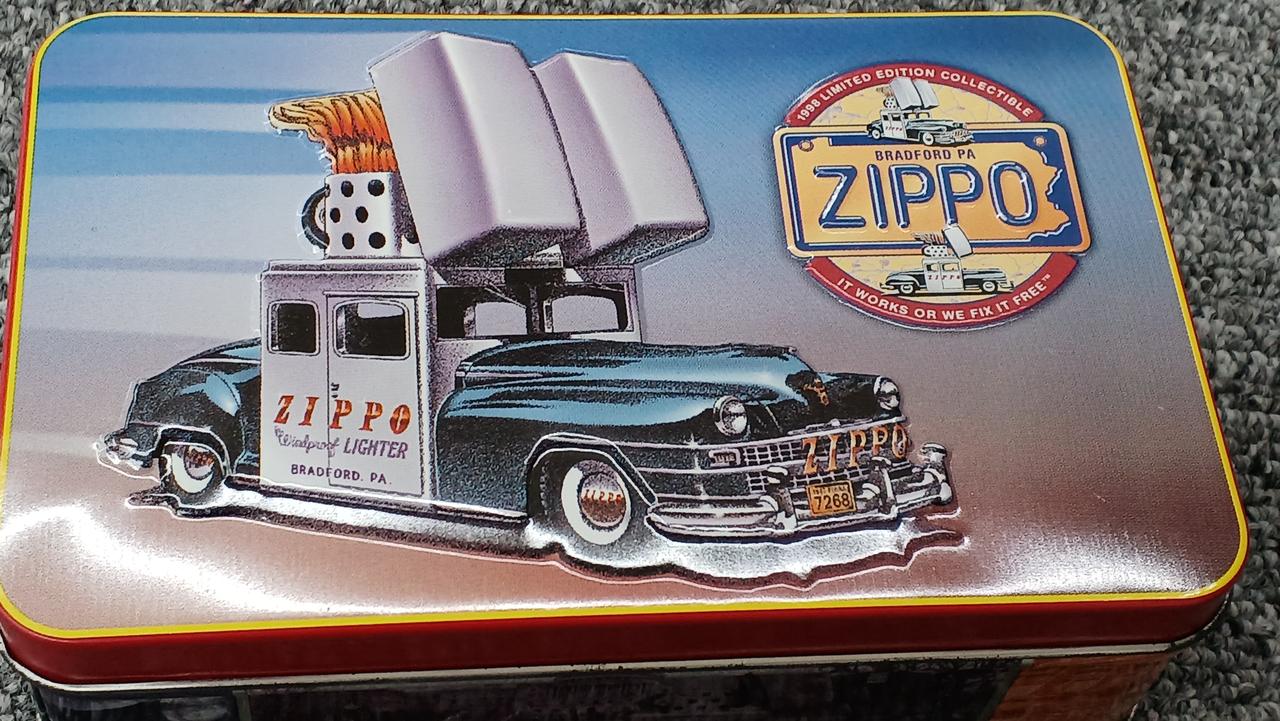 1998 LIMITED EDITION COLLECTIBLE
BRADFORD PA
ZIPPO
IT WORKS OR WE FIX IT FREE™
ZIPPO
Windproof LIGHTER
BRADFORD. PA.
ZIPPO
7268
ZIPPO